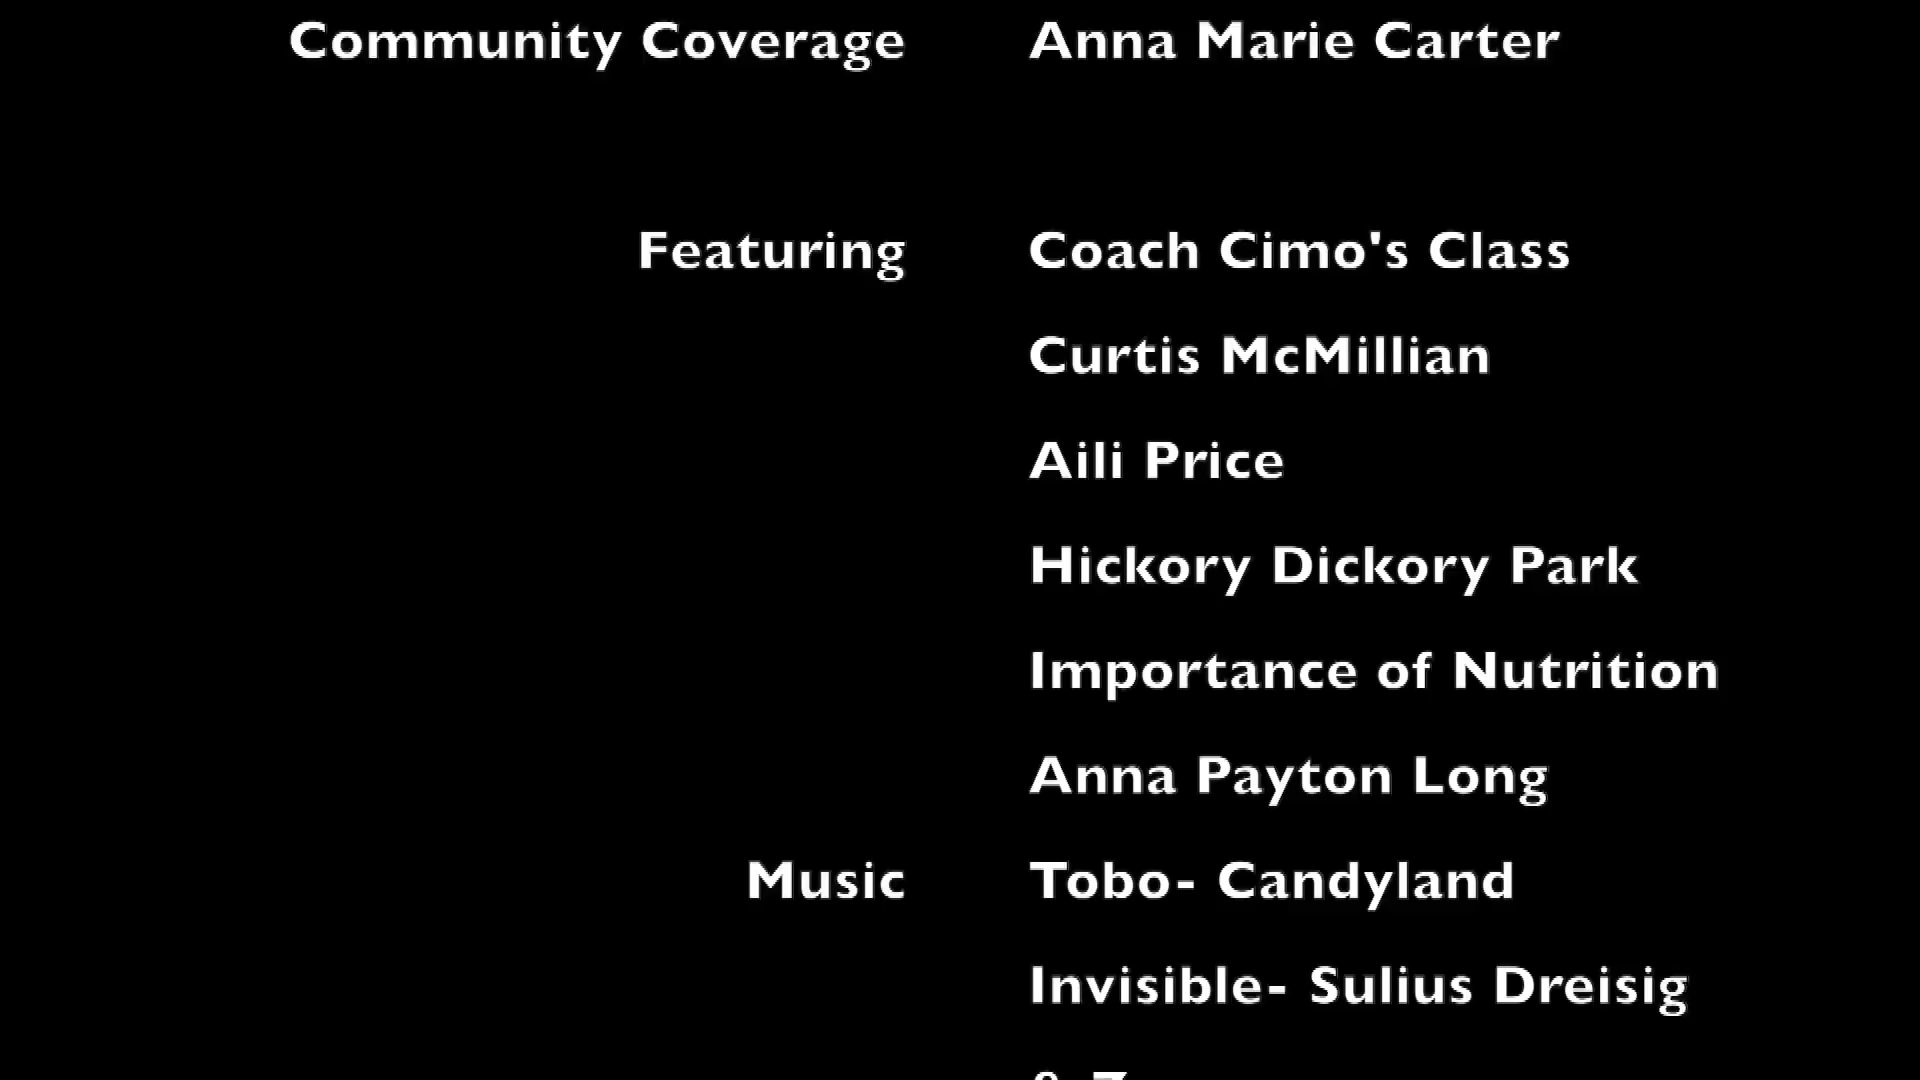 Community Coverage Anna Marie Carter
Featuring Coach Cimo's Class
Curtis McMillian
Aili Price
Hickory Dickory Park
Importance of Nutrition
Anna Payton Long
Music Tobo- Candyland
Invisible- Sulius Dreisig